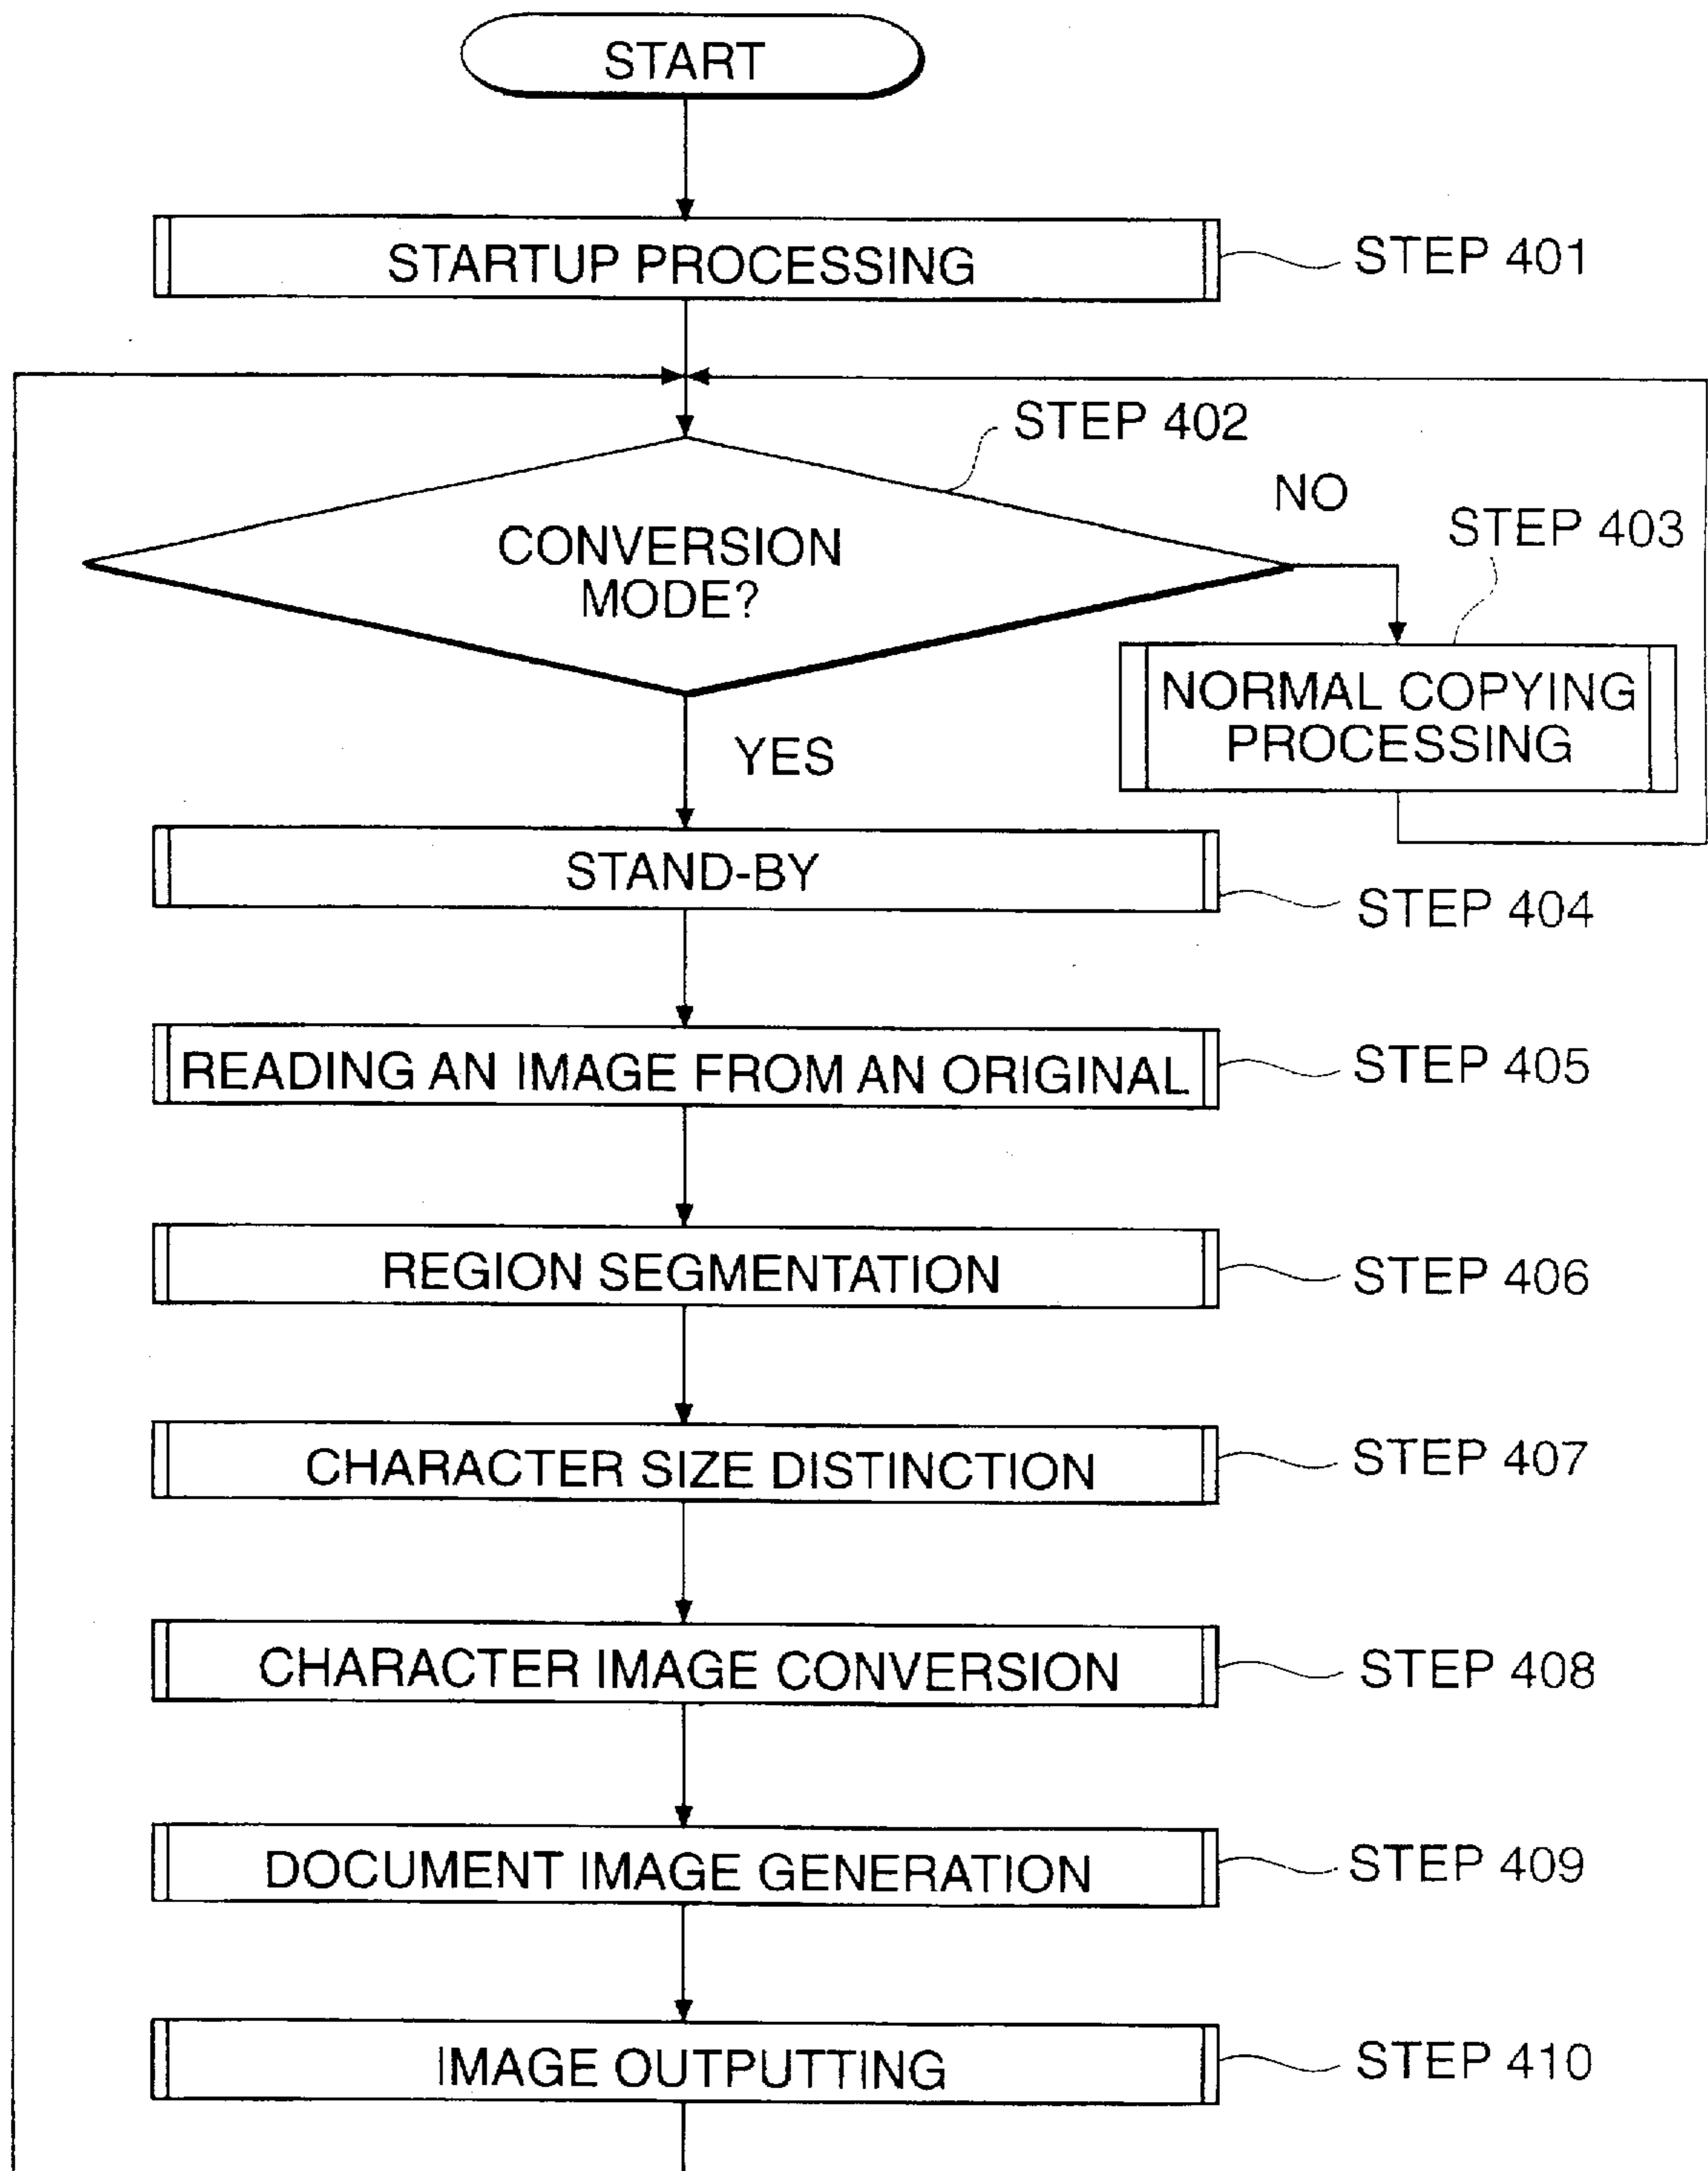 START
STARTUP PROCESSING
STEP 401
STEP 402
NO
STEP 403
CONVERSION
MODE?
NORMAL COPYING
PROCESSING
YES
STAND-BY
STEP 404
READING AN IMAGE FROM AN ORIGINAL
STEP 405
REGION SEGMENTATION
STEP 406
CHARACTER SIZE DISTINCTION
STEP 407
CHARACTER IMAGE CONVERSION
STEP 408
DOCUMENT IMAGE GENERATION
STEP 409
IMAGE OUTPUTTING
STEP 410